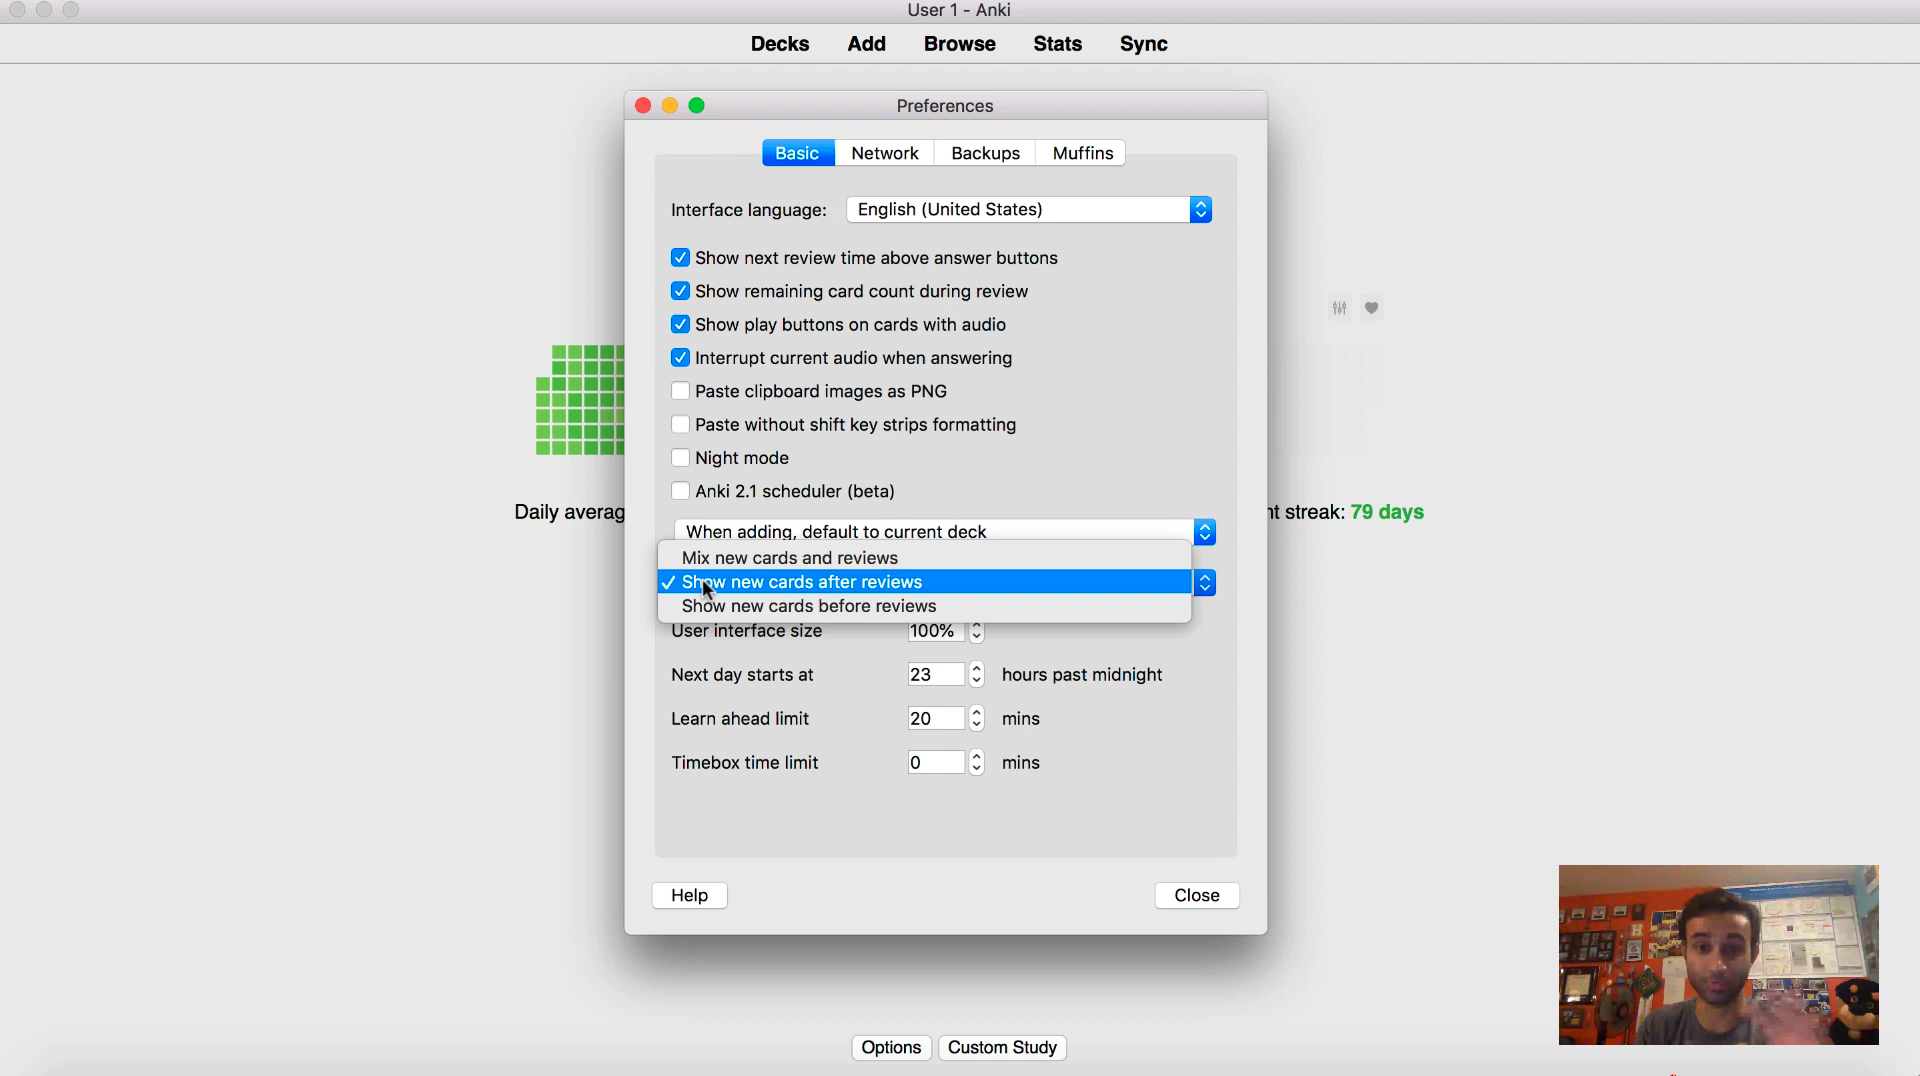 User 1 - Anki
Decks Add Browse Stats Sync
Preferences
Basic Network Backups Muffins
Interface language: English (United States)
Show next review time above answer buttons
Show remaining card count during review
Show play buttons on cards with audio
Interrupt current audio when answering
Paste clipboard images as PNG
Paste without shift key strips formatting
Night mode
Anki 2.1 scheduler (beta)
Daily averag
nt streak: 79 days
When adding, default to current deck
Mix new cards and reviews
✓ Show new cards after reviews
Show new cards before reviews
User interface size 100%
Next day starts at 23 hours past midnight
Learn ahead limit 20 mins
Timebox time limit 0 mins
Help Close
Options Custom Study